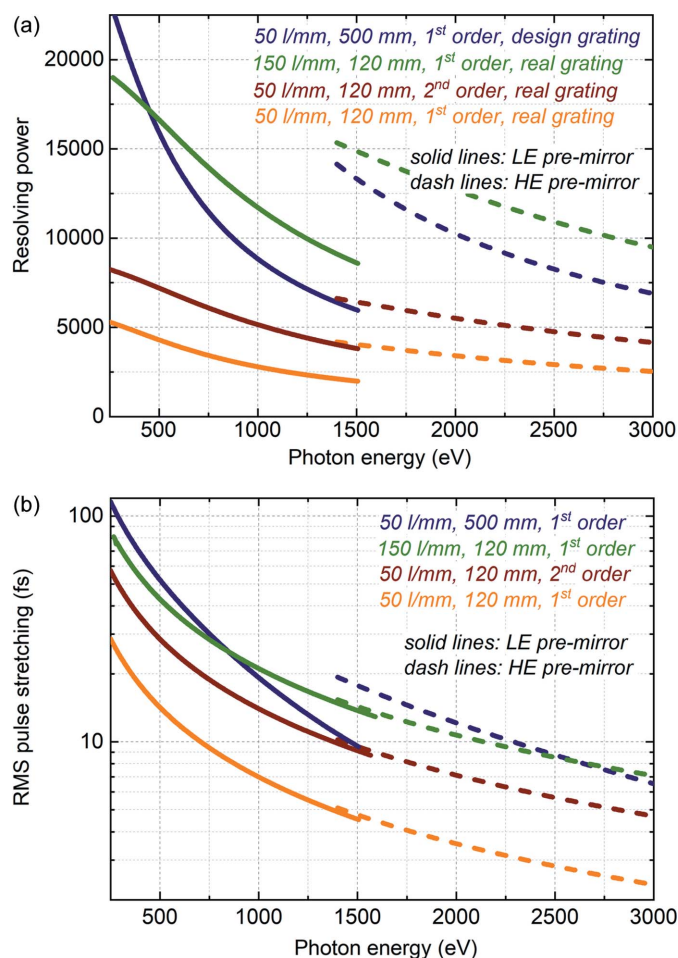 (a)
50 l/mm, 500 mm, 1st order, design grating
150 l/mm, 120 mm, 1st order, real grating
50 l/mm, 120 mm, 2nd order, real grating
50 l/mm, 120 mm, 1st order, real grating
solid lines: LE pre-mirror
dash lines: HE pre-mirror
Resolving power
20000
15000
10000
5000
0
500
1000
1500
2000
2500
3000
Photon energy (eV)
(b)
50 l/mm, 500 mm, 1st order
150 l/mm, 120 mm, 1st order
50 l/mm, 120 mm, 2nd order
50 l/mm, 120 mm, 1st order
solid lines: LE pre-mirror
dash lines: HE pre-mirror
RMS pulse stretching (fs)
100
10
500
1000
1500
2000
2500
3000
Photon energy (eV)